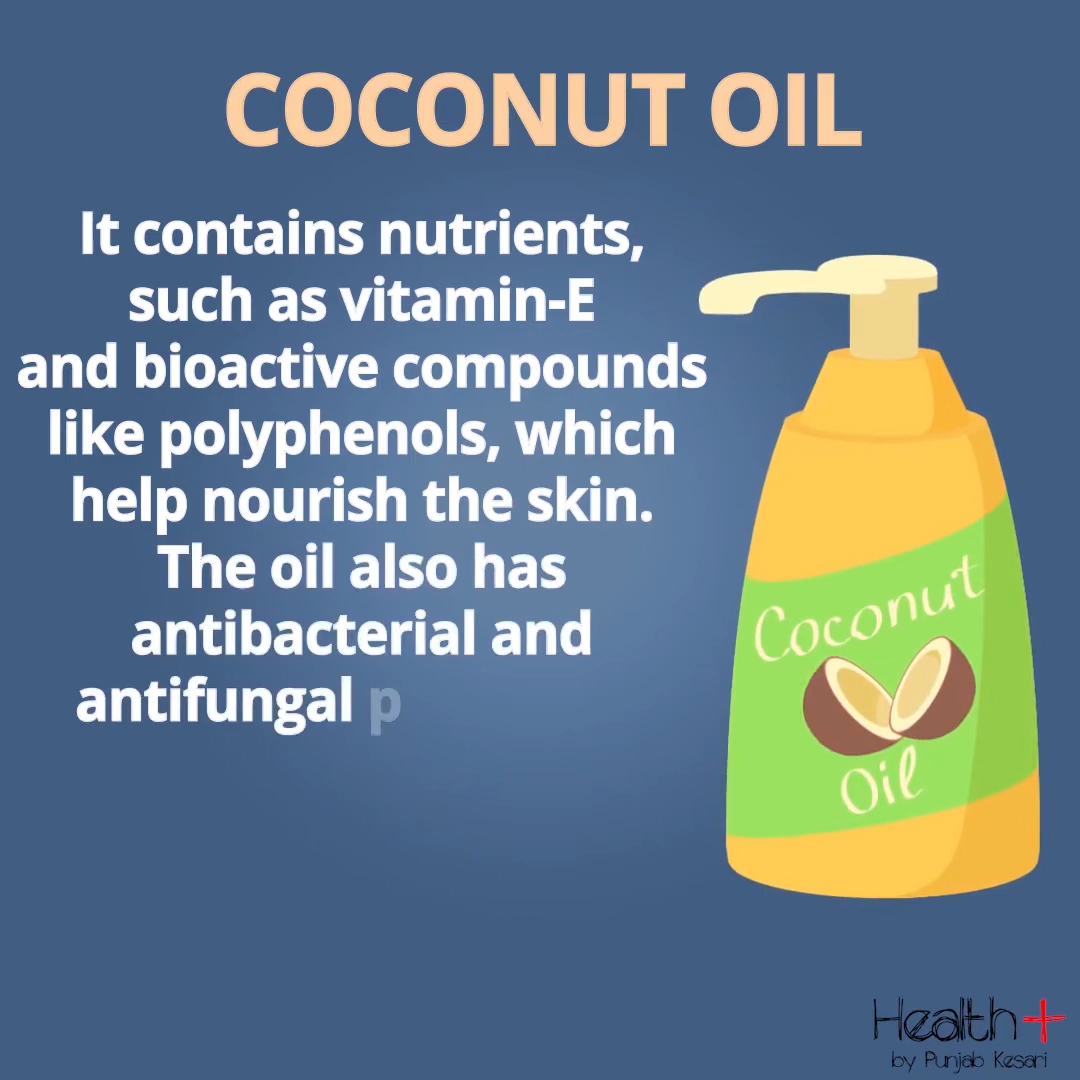 COCONUT OIL
It contains nutrients,
such as vitamin-E
and bioactive compounds
like polyphenols, which
help nourish the skin.
The oil also has
antibacterial and
antifungal p
Coconut
Oil
Health+
by Punjab Kesari